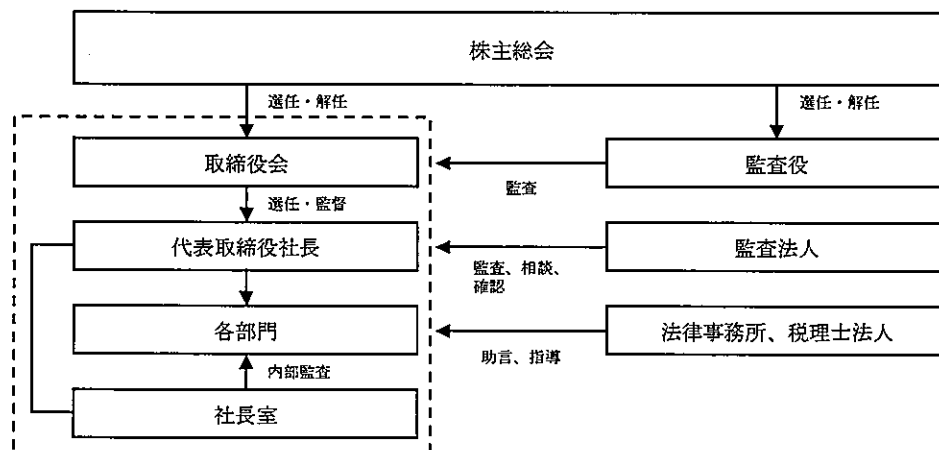 株主総会
選任・解任
選任・解任
取締役会
監査役
監査
選任・監督
代表取締役社長
監査法人
監査、相談、
確認
各部門
法律事務所、税理士法人
助言、指導
内部監査
社長室